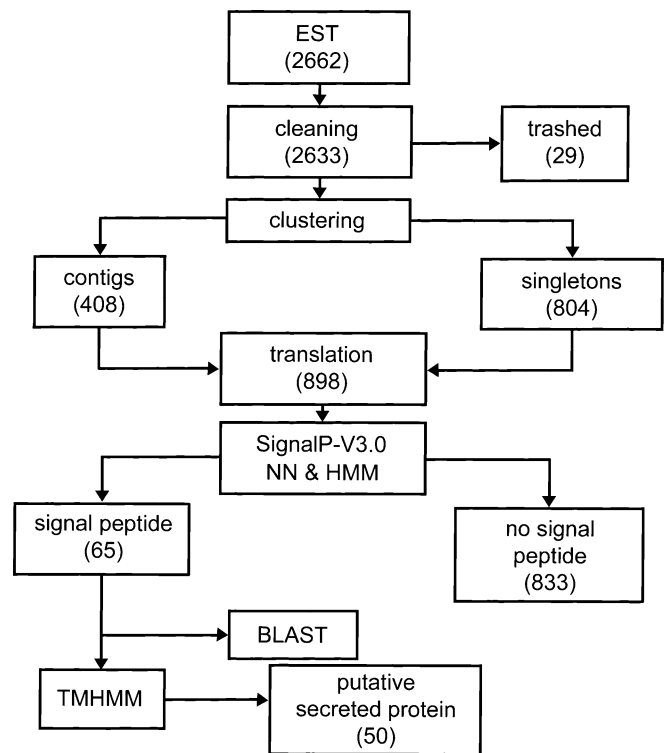 EST
(2662)
cleaning
(2633)
trashed
(29)
clustering
contigs
(408)
singletons
(804)
translation
(898)
SignalP-V3.0
NN & HMM
signal peptide
(65)
no signal
peptide
(833)
BLAST
TMHMM
putative
secreted protein
(50)